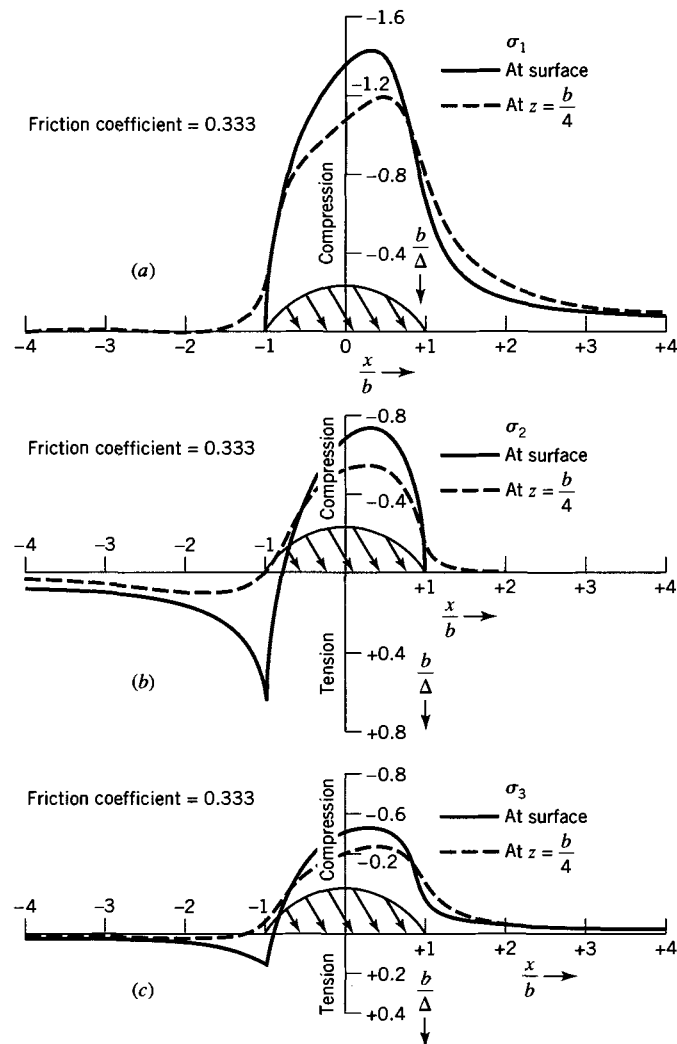 -1.6
σ1
At surface
At z = b/4
-1.2
Friction coefficient = 0.333
Compression
-0.8
-0.4
b/Δ
(a)
-4 -3 -2 -1 0 +1 +2 +3 +4
x/b
-0.8
Friction coefficient = 0.333
σ2
At surface
At z = b/4
Compression
-0.4
-4 -3 -2 -1 +1 +2 +3 +4
x/b
Tension
+0.4
b/Δ
(b)
+0.8
-0.8
Friction coefficient = 0.333
σ3
At surface
At z = b/4
-0.6
Compression
-0.2
-4 -3 -2 -1 +1 +2 +3 +4
x/b
Tension
+0.2
b/Δ
(c)
+0.4